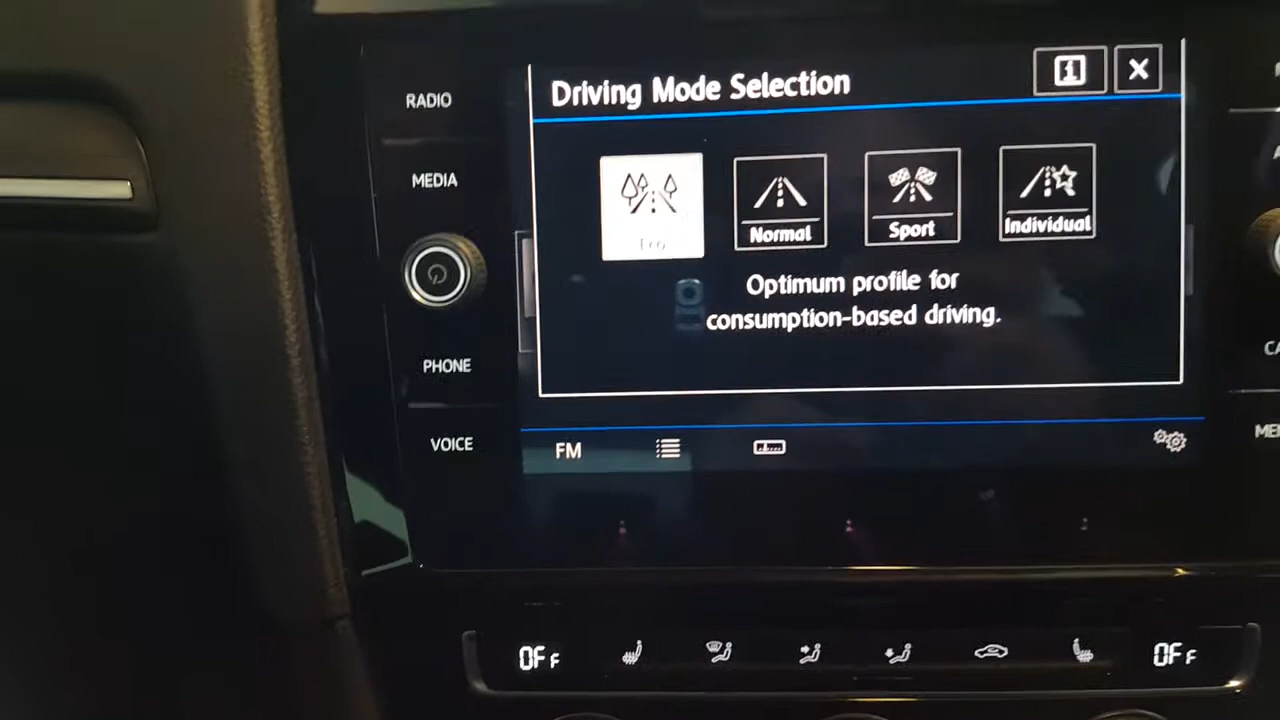 RADIO
MEDIA
PHONE
VOICE
Driving Mode Selection
Eco
Normal
Sport
Individual
Optimum profile for
consumption-based driving.
FM
OFF
OFF